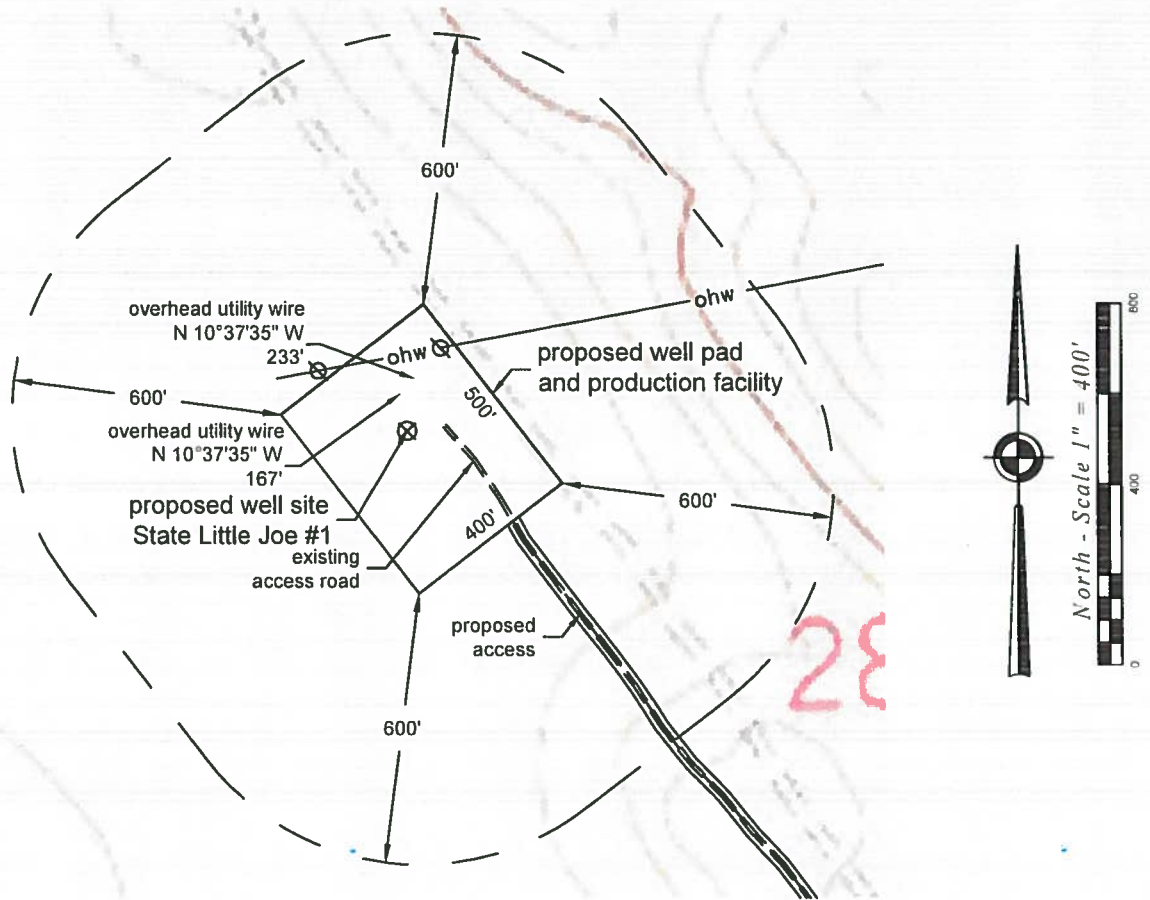 600'
overhead utility wire
N 10°37'35" W
233'
ohw
ohw
proposed well pad
and production facility
600'
500'
overhead utility wire
N 10°37'35" W
167'
600'
proposed well site
State Little Joe #1
400'
existing
access road
proposed
access
28
600'
North - Scale 1" = 400'
800
400
0